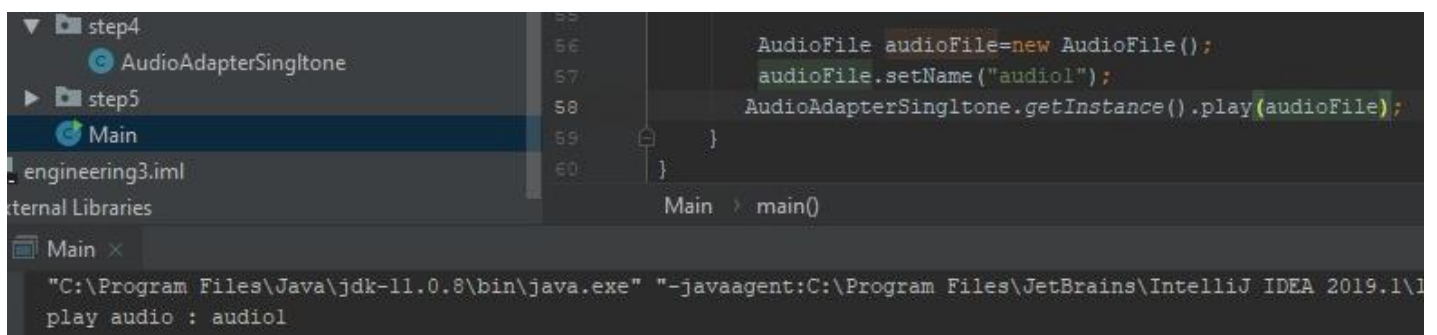 step4
AudioAdapterSingltone
step5
Main
engineering3.iml
ternal Libraries
55
56 AudioFile audioFile=new AudioFile();
57 audioFile.setName("audio1");
58 AudioAdapterSingltone.getInstance().play(audioFile);
59 }
60 }
Main main()
Main
"C:\Program Files\Java\jdk-11.0.8\bin\java.exe" "-javaagent:C:\Program Files\JetBrains\IntelliJ IDEA 2019.1\l
play audio : audio1